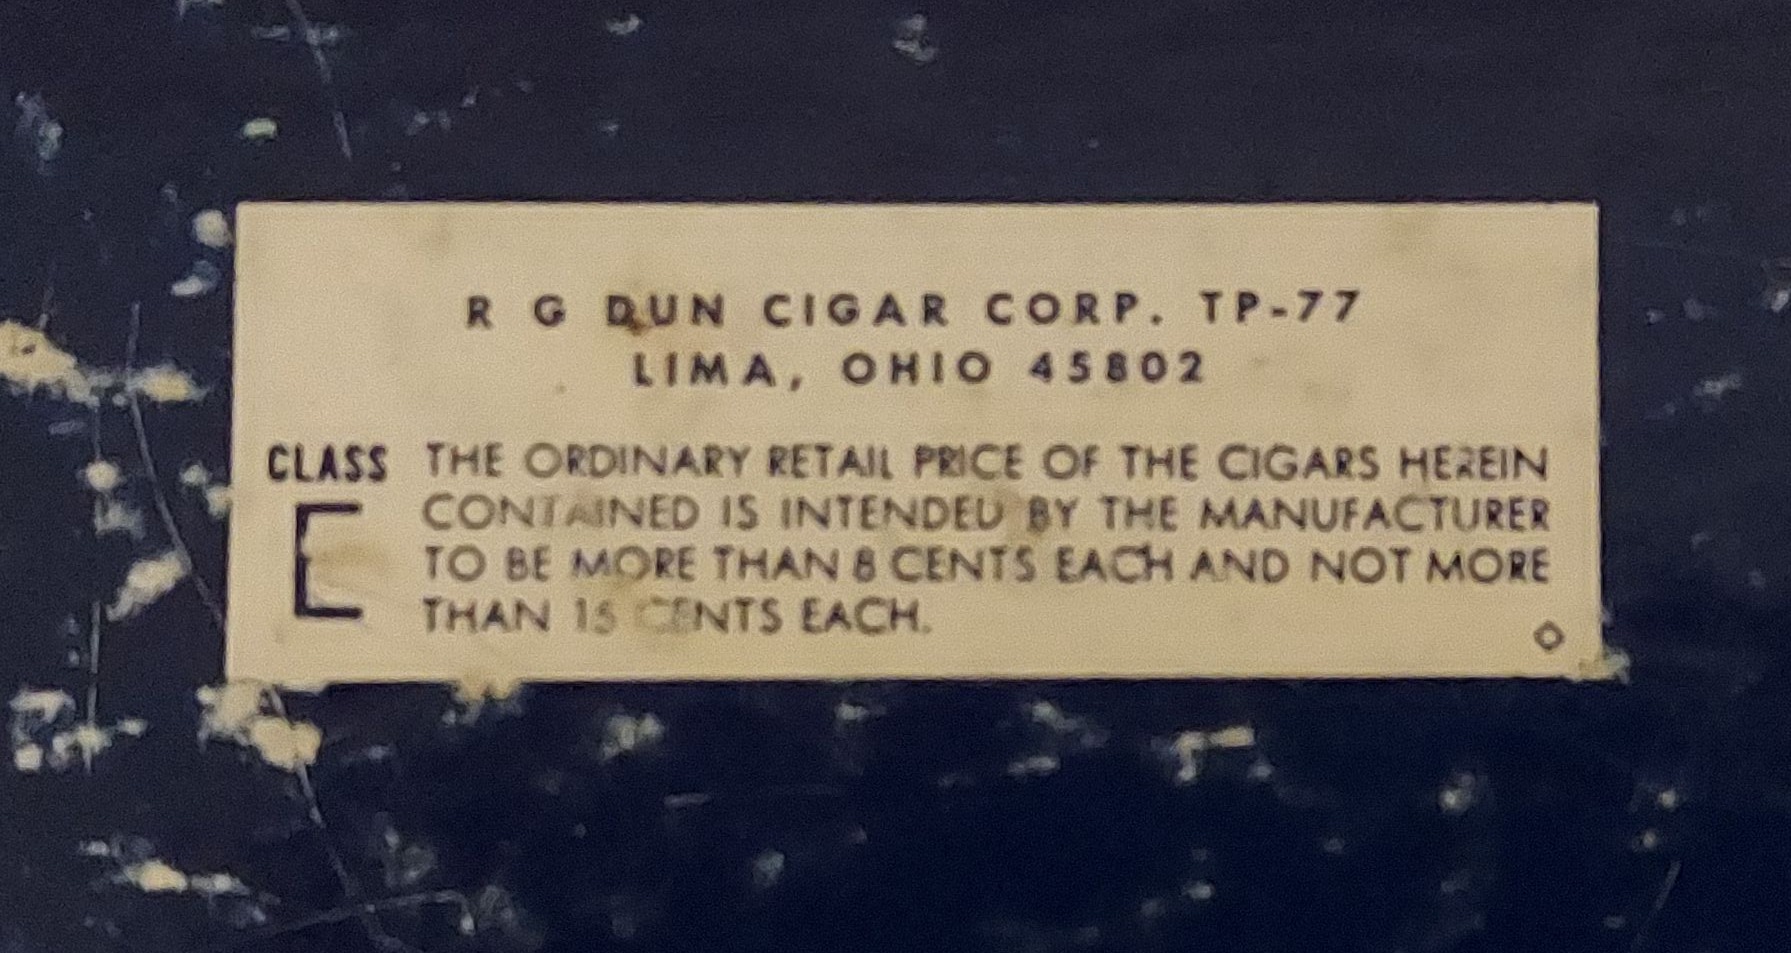 R G DUN CIGAR CORP. TP-77
LIMA, OHIO 45802
CLASS E
THE ORDINARY RETAIL PRICE OF THE CIGARS HEREIN
CONTAINED IS INTENDED BY THE MANUFACTURER
TO BE MORE THAN 8 CENTS EACH AND NOT MORE
THAN 15 CENTS EACH.